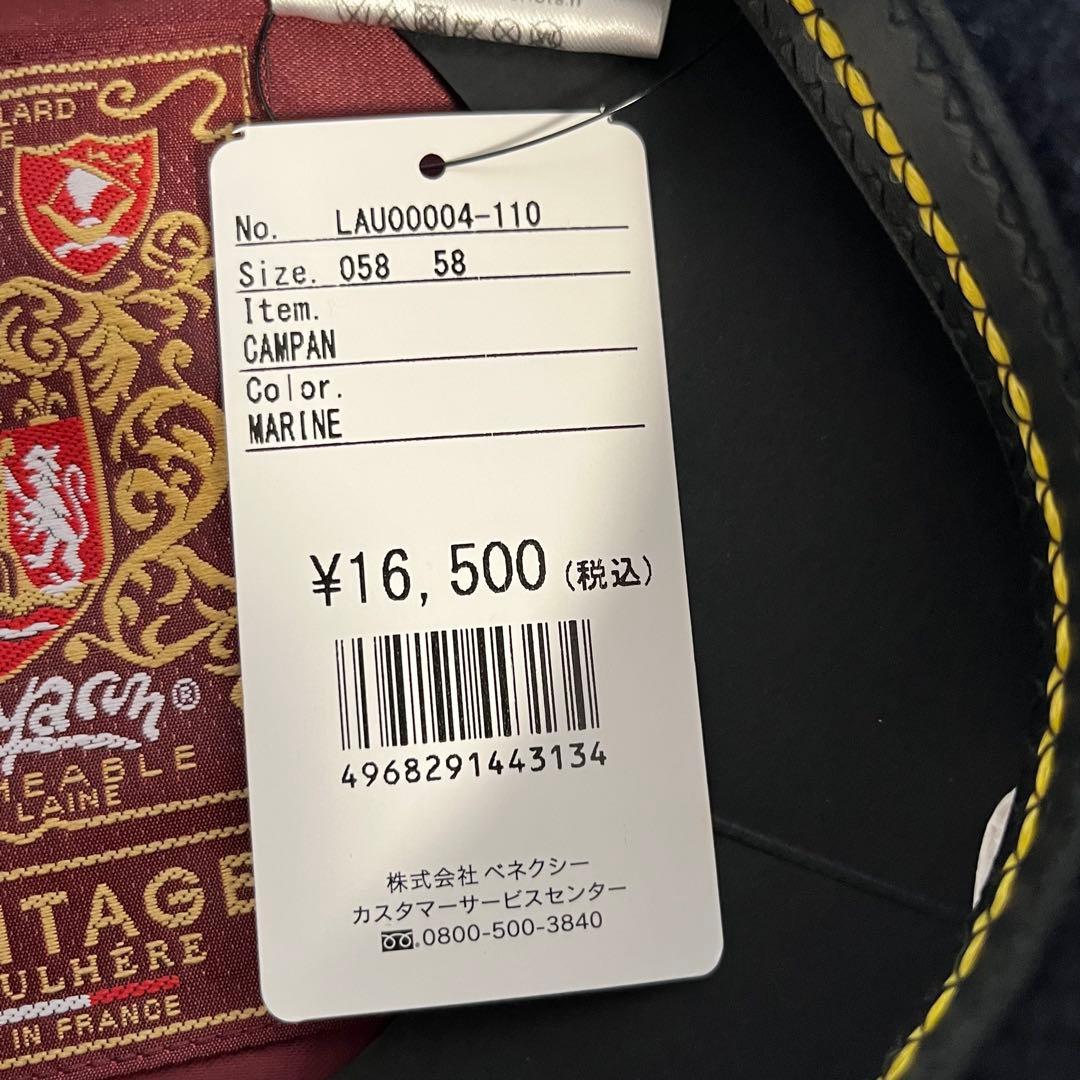 LARD
No. LAU00004-110
Size. 058 58
Item.
CAMPAN
Color.
MARINE
¥16,500(税込)
4968291443134
株式会社 ベネクシー
カスタマーサービスセンター
0800-500-3840
®
MEABLE
LAINE
ITAGE
ULHÈRE
IN FRANCE